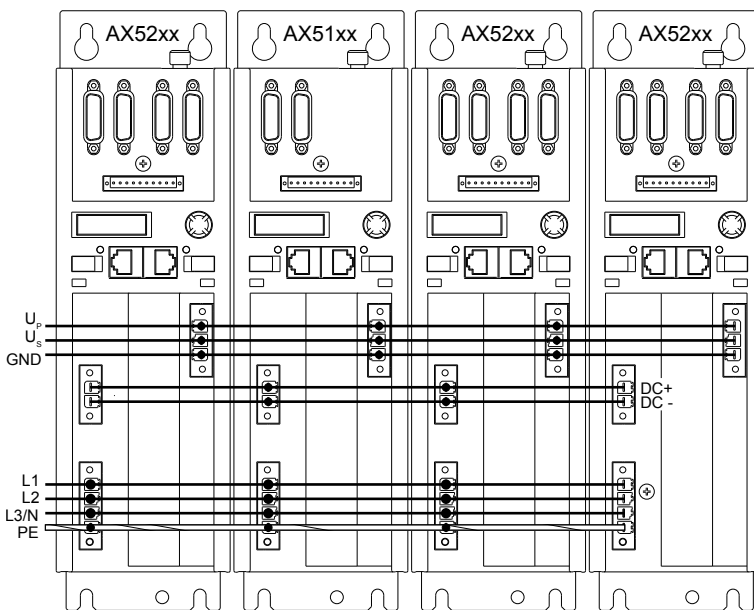 AX52xx AX51xx AX52xx AX52xx
UP
US
GND
DC+
DC -
L1
L2
L3/N
PE